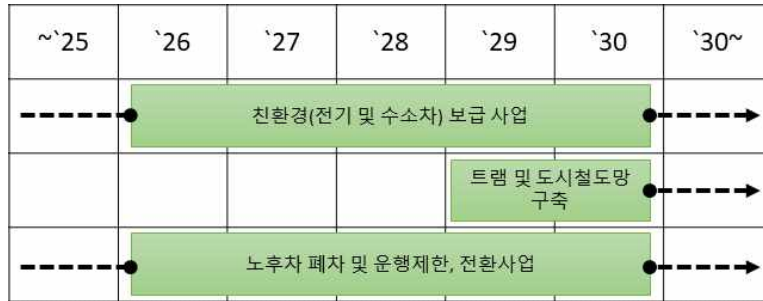 ~`25 `26 `27 `28 `29 `30 `30~
친환경(전기 및 수소차) 보급 사업
트램 및 도시철도망
구축
노후차 폐차 및 운행제한, 전환사업